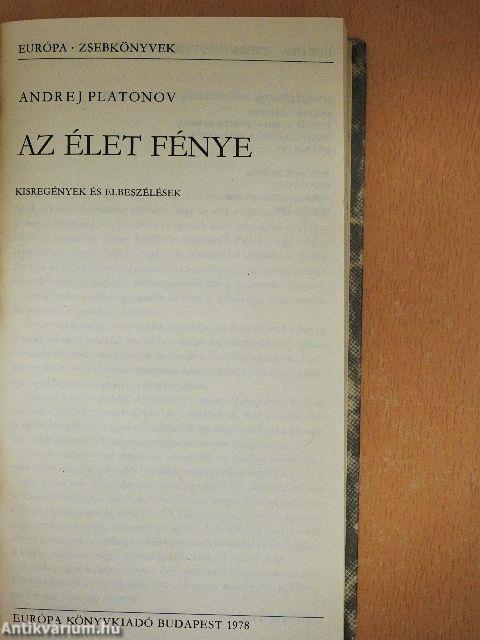 EURÓPA · ZSEBKÖNYVEK
ANDREJ PLATONOV
AZ ÉLET FÉNYE
KISREGÉNYEK ÉS ELBESZÉLÉSEK
EURÓPA KÖNYVKIADÓ BUDAPEST 1978
Antikvarium.hu